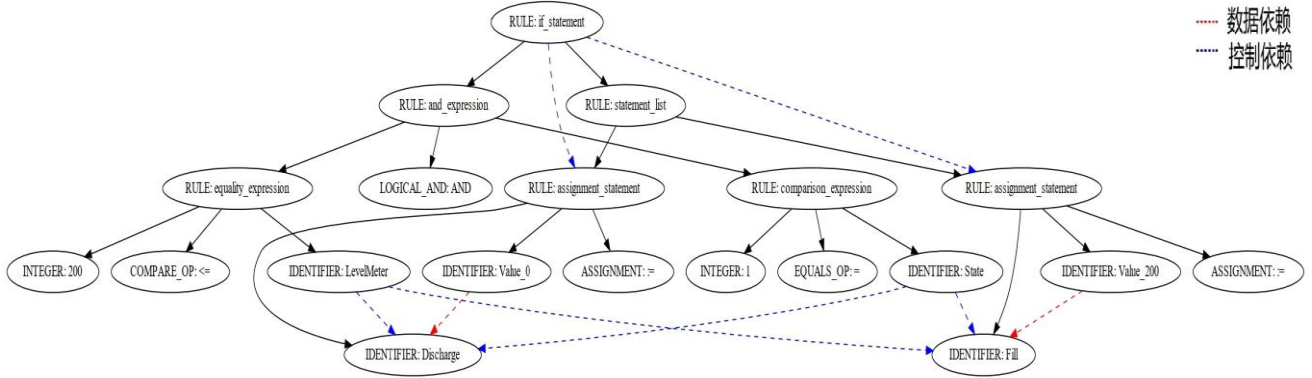 RULE: if_statement
数据依赖
控制依赖
RULE: and_expression
RULE: statement_list
RULE: equality_expression
LOGICAL_AND: AND
RULE: assignment_statement
RULE: comparison_expression
RULE: assignment_statement
INTEGER: 200
COMPARE_OP: <=
IDENTIFIER: LevelMeter
IDENTIFIER: Value_0
ASSIGNMENT: :=
INTEGER: 1
EQUALS_OP: =
IDENTIFIER: State
IDENTIFIER: Value_200
ASSIGNMENT: :=
IDENTIFIER: Discharge
IDENTIFIER: Fill